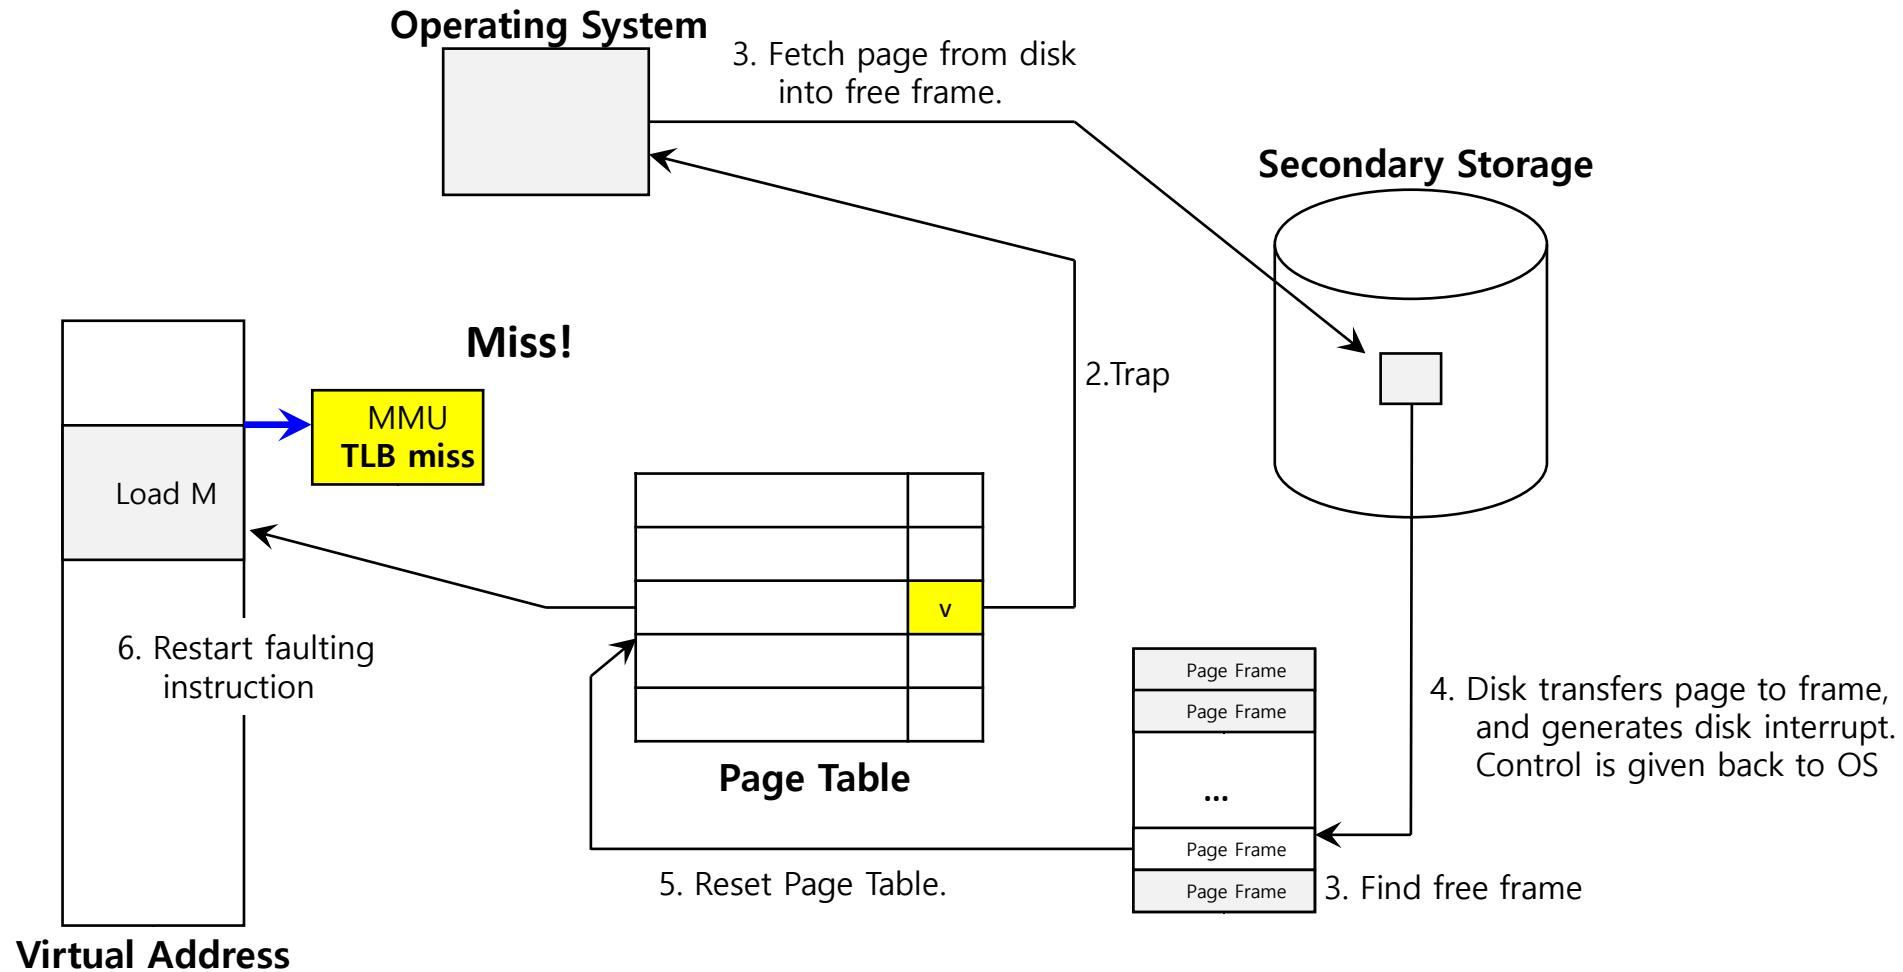 Operating System
3. Fetch page from disk
into free frame.
Secondary Storage
Miss!
2.Trap
MMU
TLB miss
Load M
v
6. Restart faulting
instruction
Page Frame
Page Frame
...
Page Frame
Page Frame
4. Disk transfers page to frame,
and generates disk interrupt.
Control is given back to OS
Page Table
5. Reset Page Table.
3. Find free frame
Virtual Address